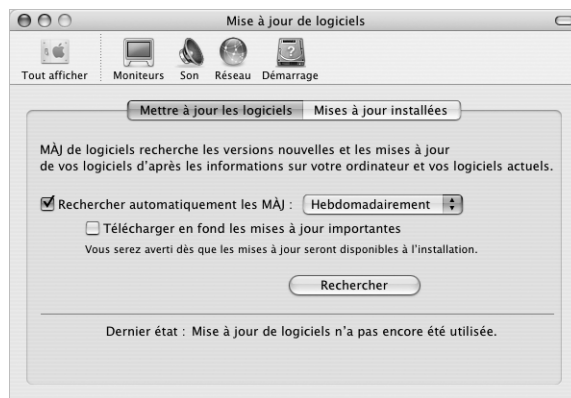 Mise à jour de logiciels
Tout afficher Moniteurs Son Réseau Démarrage
Mettre à jour les logiciels Mises à jour installées
MÀJ de logiciels recherche les versions nouvelles et les mises à jour
de vos logiciels d'après les informations sur votre ordinateur et vos logiciels actuels.
Rechercher automatiquement les MÀJ : Hebdomadairement
Télécharger en fond les mises à jour importantes
Vous serez averti dès que les mises à jour seront disponibles à l'installation.
Rechercher
Dernier état : Mise à jour de logiciels n'a pas encore été utilisée.